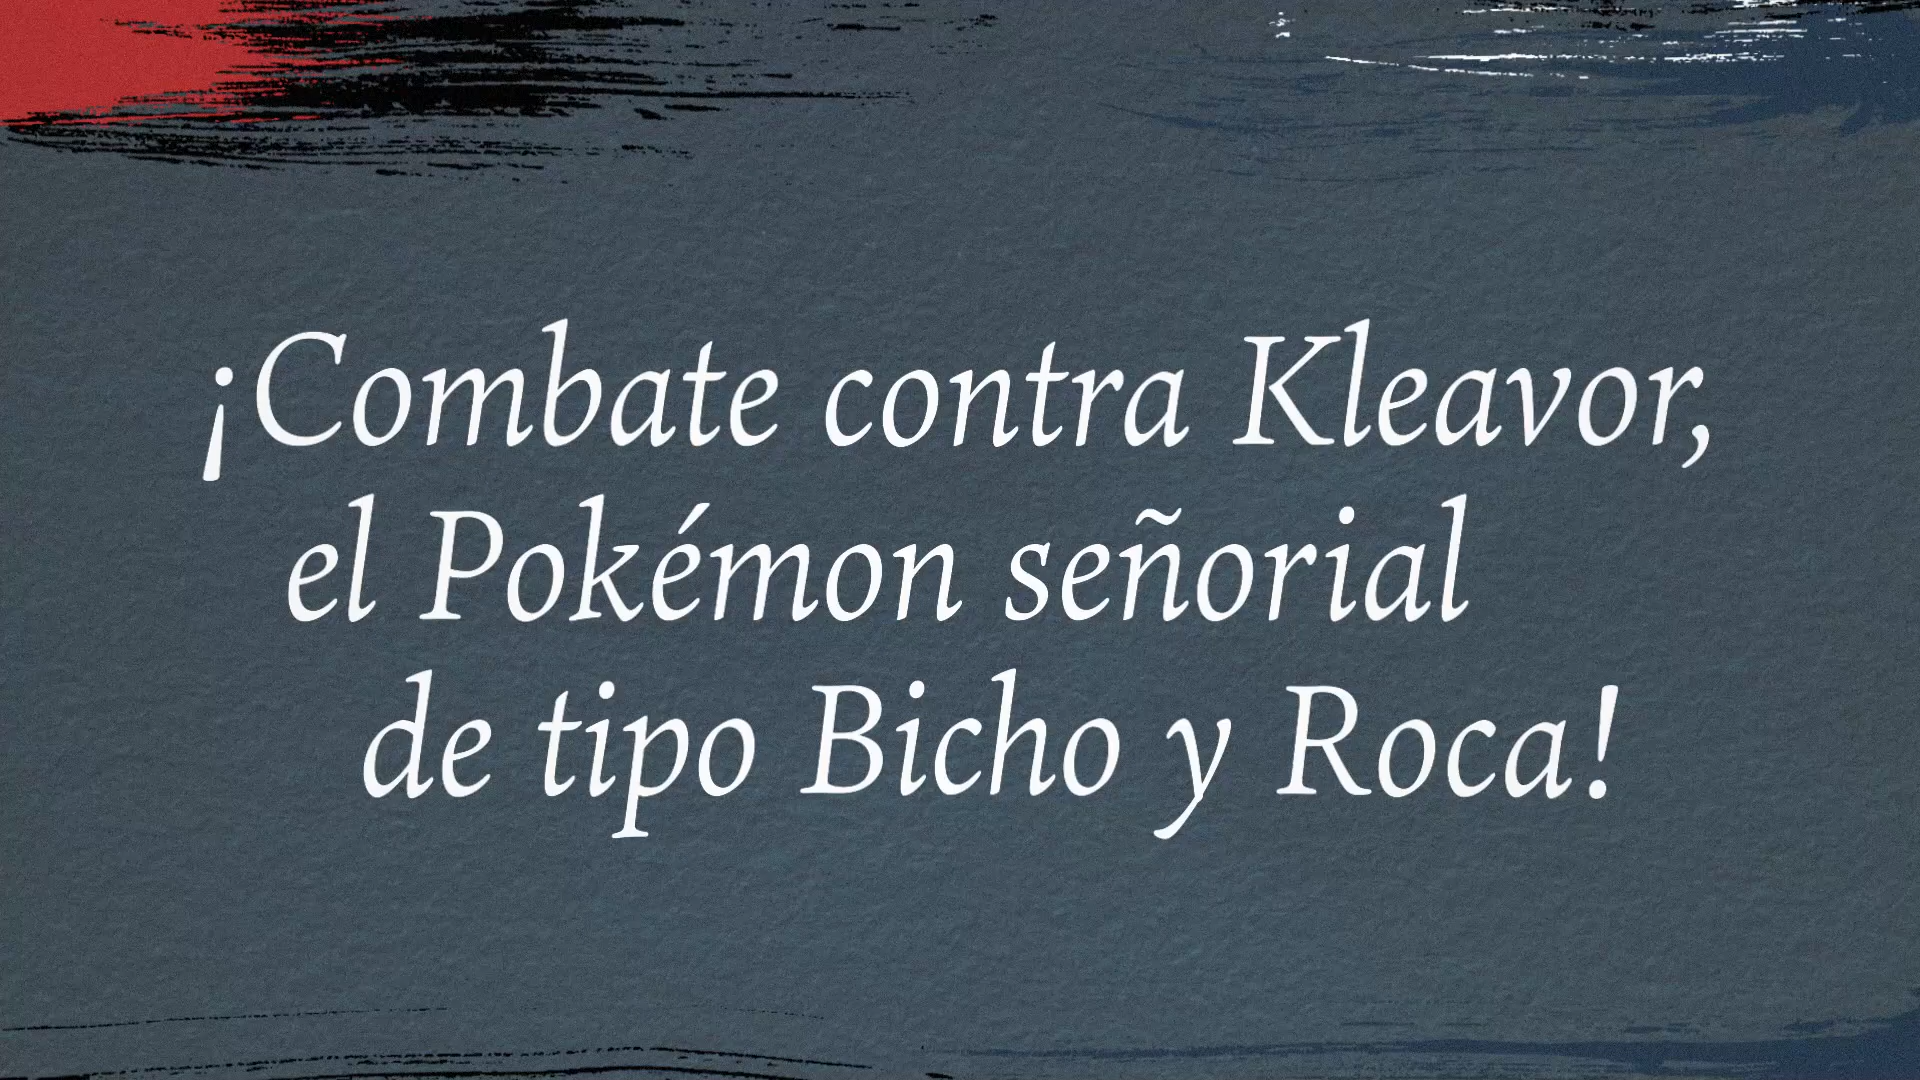 ¡Combate contra Kleavor,
el Pokémon señorial
de tipo Bicho y Roca!